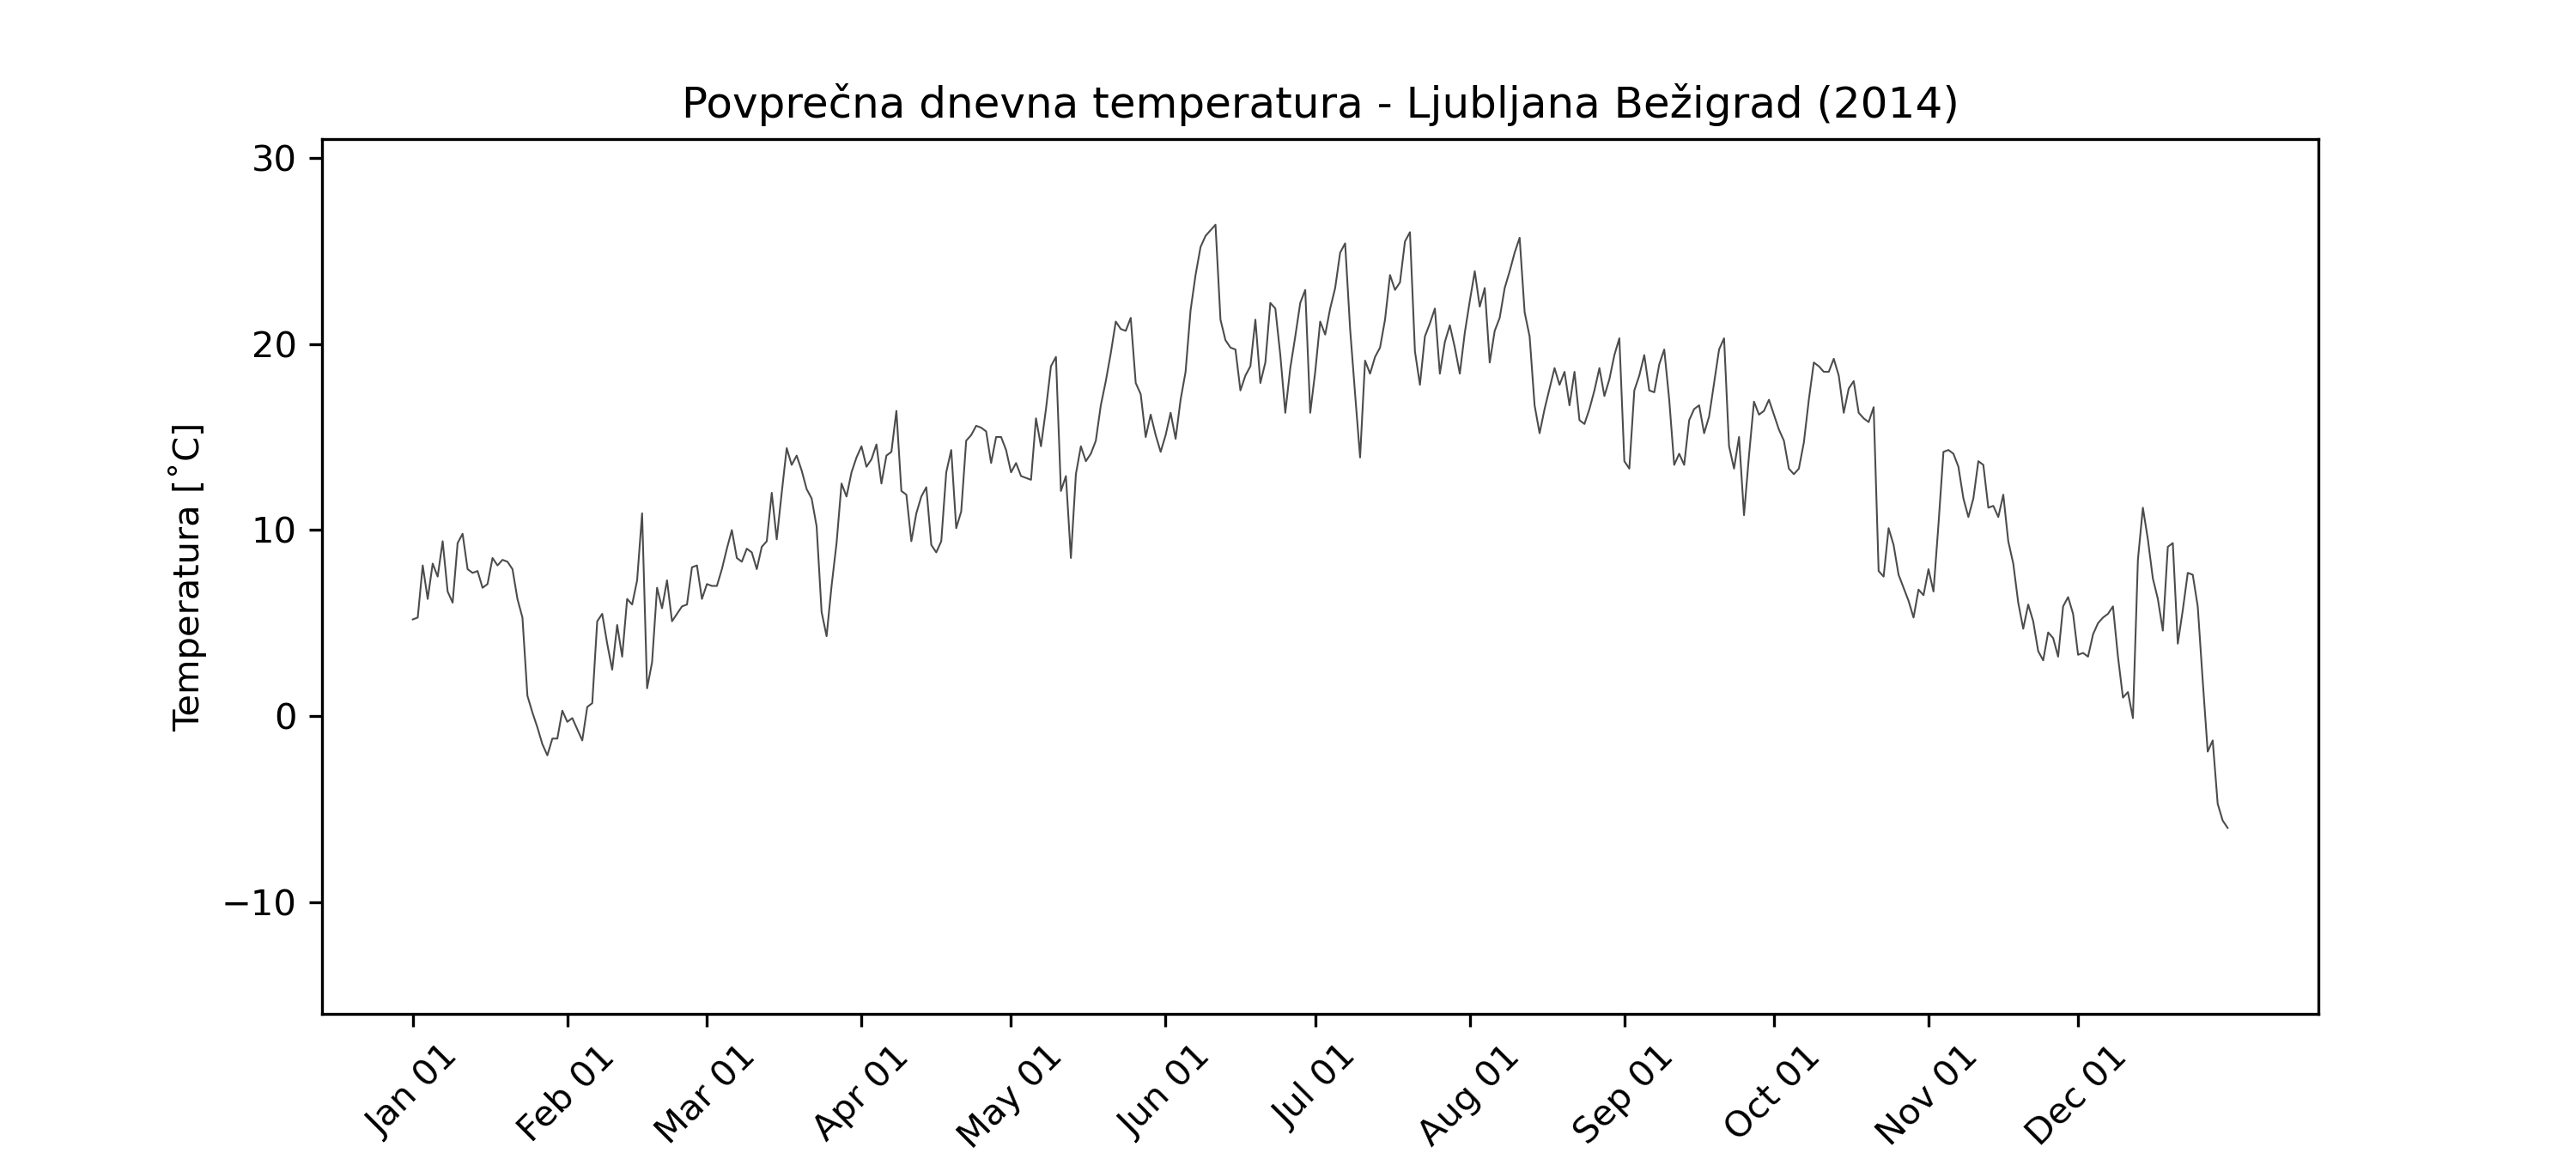 Povprečna dnevna temperatura - Ljubljana Bežigrad (2014)
30
20
10
0
−10
Temperatura [˚C]
Jan 01
Feb 01
Mar 01
Apr 01
May 01
Jun 01
Jul 01
Aug 01
Sep 01
Oct 01
Nov 01
Dec 01